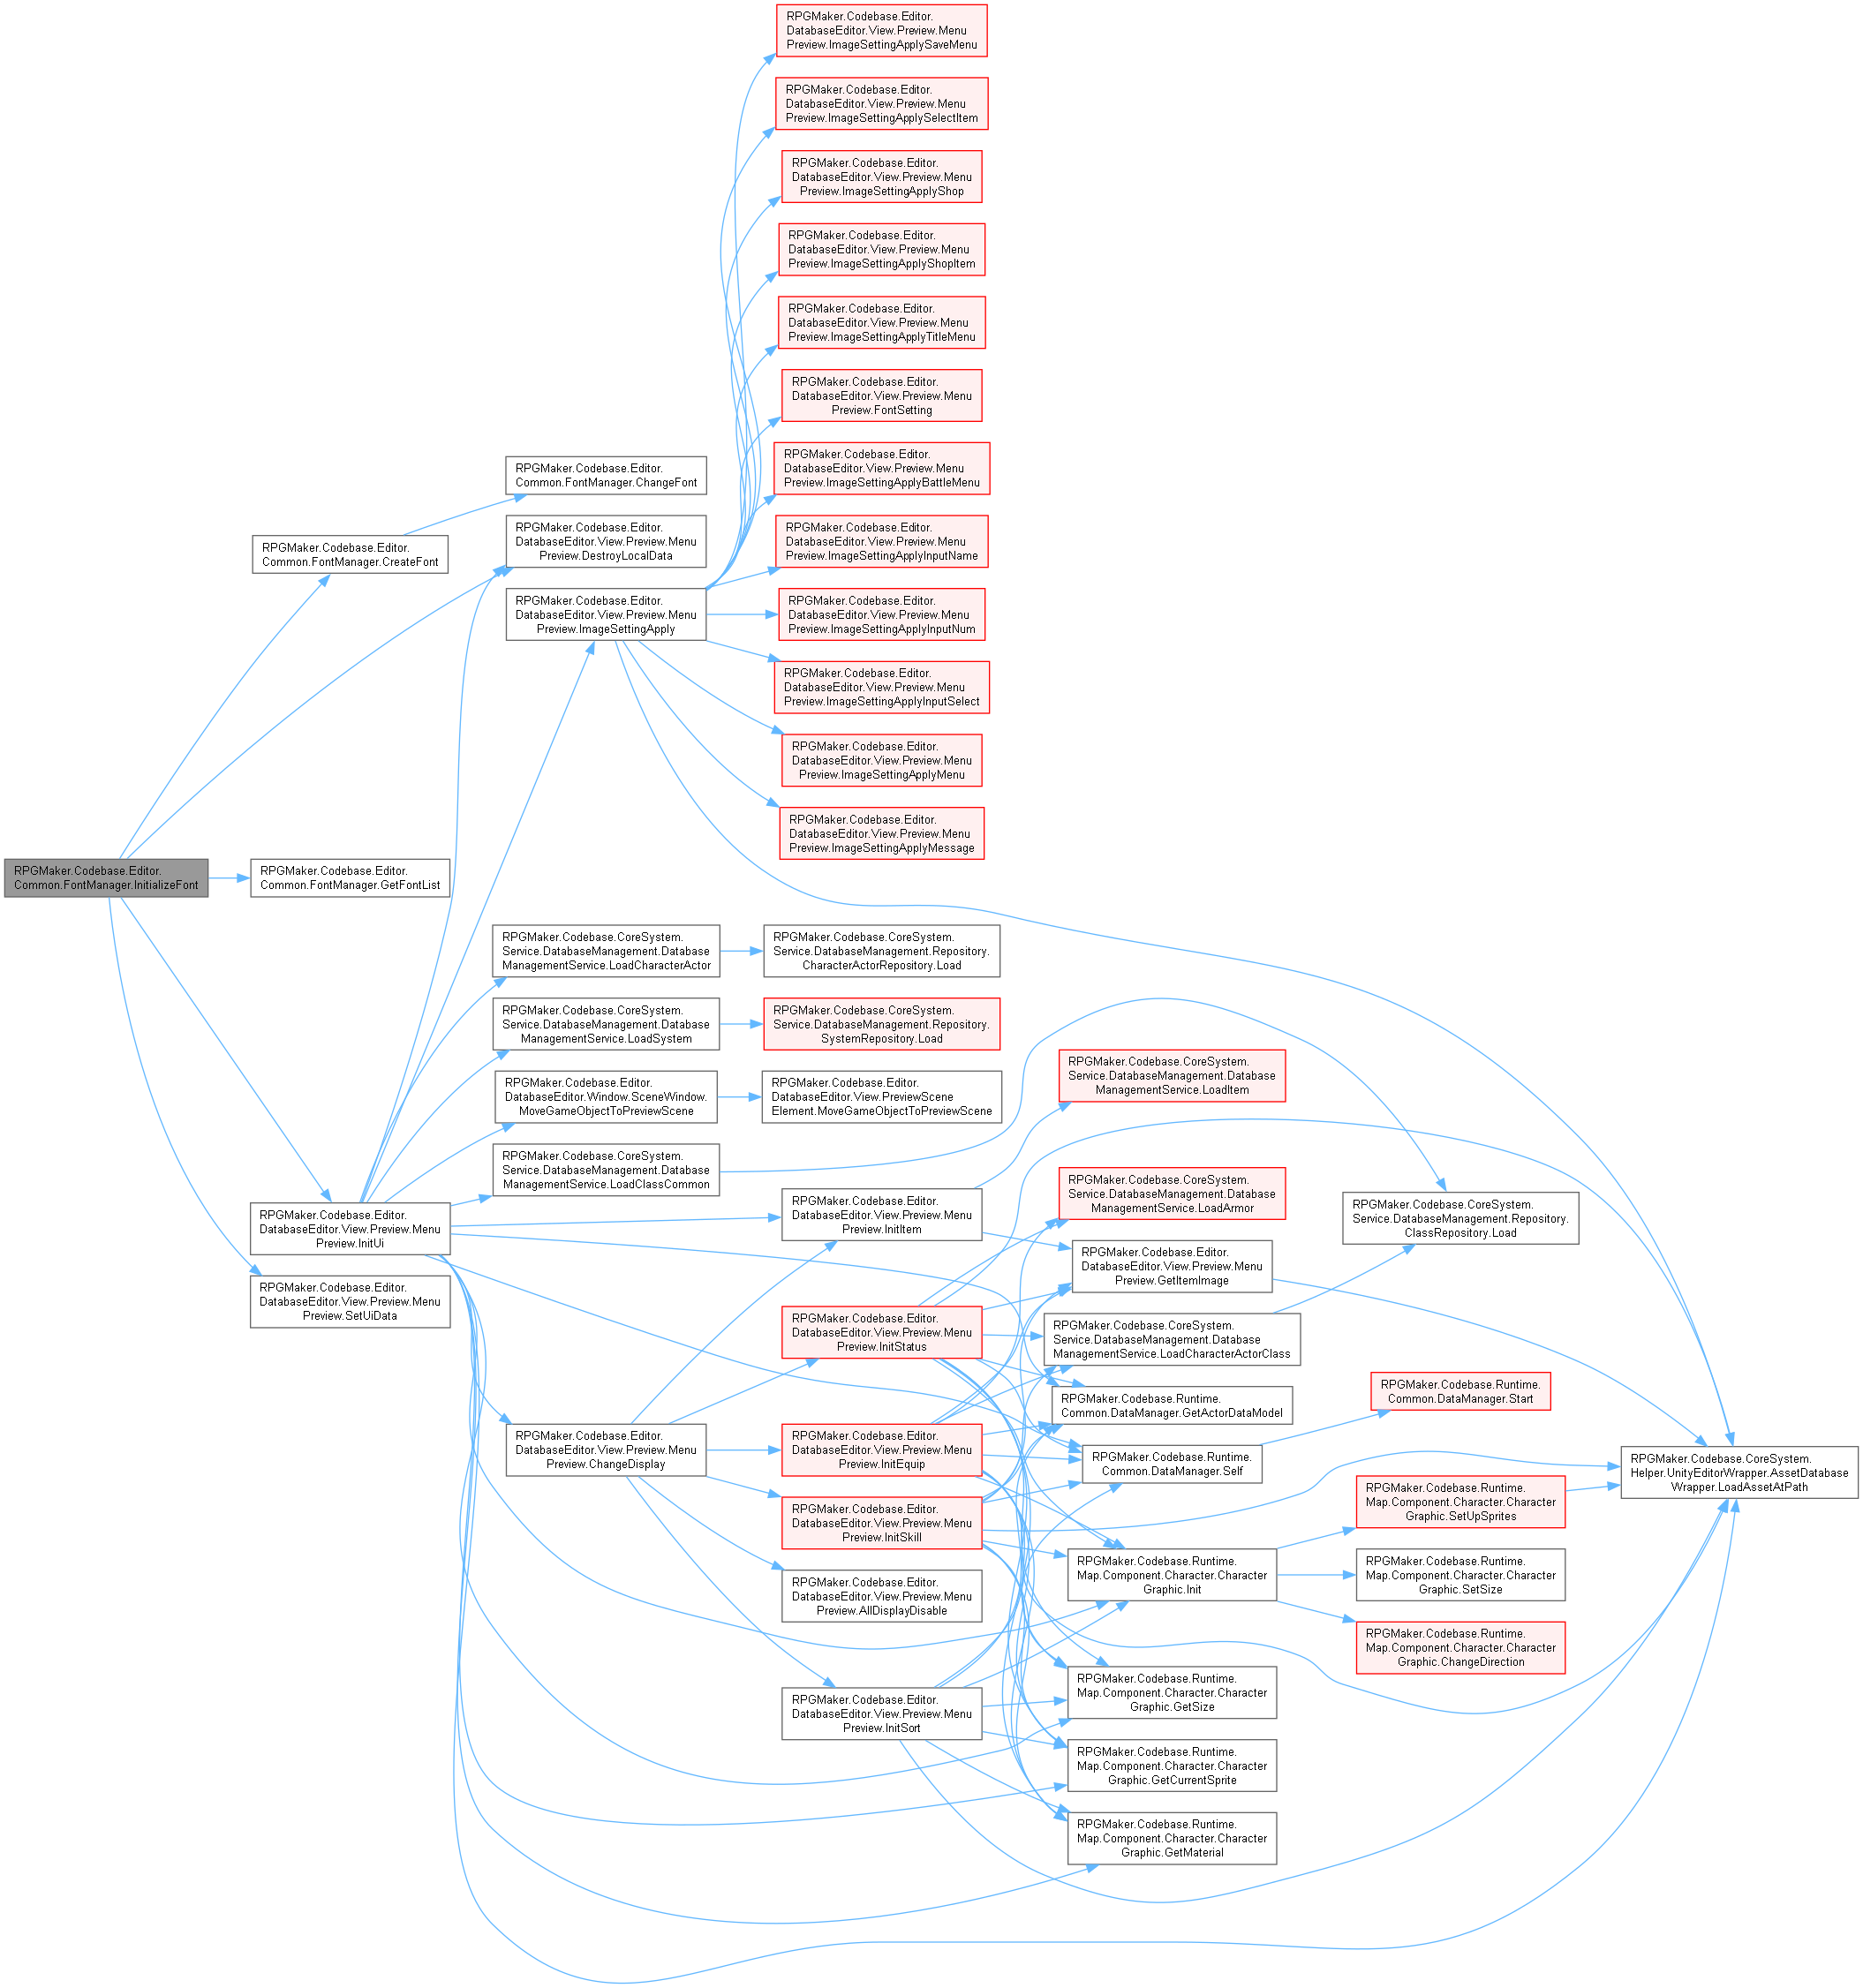 RPGMaker.Codebase.Editor.
DatabaseEditor.View.Preview.Menu
Preview.ImageSettingApplySaveMenu
RPGMaker.Codebase.Editor.
DatabaseEditor.View.Preview.Menu
Preview.ImageSettingApplySelectItem
RPGMaker.Codebase.Editor.
DatabaseEditor.View.Preview.Menu
Preview.ImageSettingApplyShop
RPGMaker.Codebase.Editor.
DatabaseEditor.View.Preview.Menu
Preview.ImageSettingApplyShopItem
RPGMaker.Codebase.Editor.
DatabaseEditor.View.Preview.Menu
Preview.ImageSettingApplyTitleMenu
RPGMaker.Codebase.Editor.
DatabaseEditor.View.Preview.Menu
Preview.FontSetting
RPGMaker.Codebase.Editor.
DatabaseEditor.View.Preview.Menu
Preview.ImageSettingApplyBattleMenu
RPGMaker.Codebase.Editor.
Common.FontManager.ChangeFont
RPGMaker.Codebase.Editor.
DatabaseEditor.View.Preview.Menu
Preview.ImageSettingApplyInputName
RPGMaker.Codebase.Editor.
DatabaseEditor.View.Preview.Menu
Preview.DestroyLocalData
RPGMaker.Codebase.Editor.
Common.FontManager.CreateFont
RPGMaker.Codebase.Editor.
DatabaseEditor.View.Preview.Menu
Preview.ImageSettingApply
RPGMaker.Codebase.Editor.
DatabaseEditor.View.Preview.Menu
Preview.ImageSettingApplyInputNum
RPGMaker.Codebase.Editor.
DatabaseEditor.View.Preview.Menu
Preview.ImageSettingApplyInputSelect
RPGMaker.Codebase.Editor.
DatabaseEditor.View.Preview.Menu
Preview.ImageSettingApplyMenu
RPGMaker.Codebase.Editor.
DatabaseEditor.View.Preview.Menu
Preview.ImageSettingApplyMessage
RPGMaker.Codebase.Editor.
Common.FontManager.InitializeFont
RPGMaker.Codebase.Editor.
Common.FontManager.GetFontList
RPGMaker.Codebase.CoreSystem.
Service.DatabaseManagement.Database
ManagementService.LoadCharacterActor
RPGMaker.Codebase.CoreSystem.
Service.DatabaseManagement.Repository.
CharacterActorRepository.Load
RPGMaker.Codebase.CoreSystem.
Service.DatabaseManagement.Database
ManagementService.LoadSystem
RPGMaker.Codebase.CoreSystem.
Service.DatabaseManagement.Repository.
SystemRepository.Load
RPGMaker.Codebase.Editor.
DatabaseEditor.Window.SceneWindow.
MoveGameObjectToPreviewScene
RPGMaker.Codebase.Editor.
DatabaseEditor.View.PreviewScene
Element.MoveGameObjectToPreviewScene
RPGMaker.Codebase.CoreSystem.
Service.DatabaseManagement.Database
ManagementService.LoadItem
RPGMaker.Codebase.CoreSystem.
Service.DatabaseManagement.Database
ManagementService.LoadClassCommon
RPGMaker.Codebase.Editor.
DatabaseEditor.View.Preview.Menu
Preview.InitUi
RPGMaker.Codebase.Editor.
DatabaseEditor.View.Preview.Menu
Preview.InitItem
RPGMaker.Codebase.CoreSystem.
Service.DatabaseManagement.Database
ManagementService.LoadArmor
RPGMaker.Codebase.CoreSystem.
Service.DatabaseManagement.Repository.
ClassRepository.Load
RPGMaker.Codebase.Editor.
DatabaseEditor.View.Preview.Menu
Preview.GetItemImage
RPGMaker.Codebase.Editor.
DatabaseEditor.View.Preview.Menu
Preview.SetUiData
RPGMaker.Codebase.Editor.
DatabaseEditor.View.Preview.Menu
Preview.InitStatus
RPGMaker.Codebase.CoreSystem.
Service.DatabaseManagement.Database
ManagementService.LoadCharacterActorClass
RPGMaker.Codebase.Runtime.
Common.DataManager.GetActorDataModel
RPGMaker.Codebase.Runtime.
Common.DataManager.Start
RPGMaker.Codebase.Editor.
DatabaseEditor.View.Preview.Menu
Preview.ChangeDisplay
RPGMaker.Codebase.Editor.
DatabaseEditor.View.Preview.Menu
Preview.InitEquip
RPGMaker.Codebase.Runtime.
Common.DataManager.Self
RPGMaker.Codebase.CoreSystem.
Helper.UnityEditorWrapper.AssetDatabase
Wrapper.LoadAssetAtPath
RPGMaker.Codebase.Editor.
DatabaseEditor.View.Preview.Menu
Preview.InitSkill
RPGMaker.Codebase.Runtime.
Map.Component.Character.Character
Graphic.SetUpSprites
RPGMaker.Codebase.Editor.
DatabaseEditor.View.Preview.Menu
Preview.AllDisplayDisable
RPGMaker.Codebase.Runtime.
Map.Component.Character.Character
Graphic.Init
RPGMaker.Codebase.Runtime.
Map.Component.Character.Character
Graphic.SetSize
RPGMaker.Codebase.Runtime.
Map.Component.Character.Character
Graphic.ChangeDirection
RPGMaker.Codebase.Editor.
DatabaseEditor.View.Preview.Menu
Preview.InitSort
RPGMaker.Codebase.Runtime.
Map.Component.Character.Character
Graphic.GetSize
RPGMaker.Codebase.Runtime.
Map.Component.Character.Character
Graphic.GetCurrentSprite
RPGMaker.Codebase.Runtime.
Map.Component.Character.Character
Graphic.GetMaterial